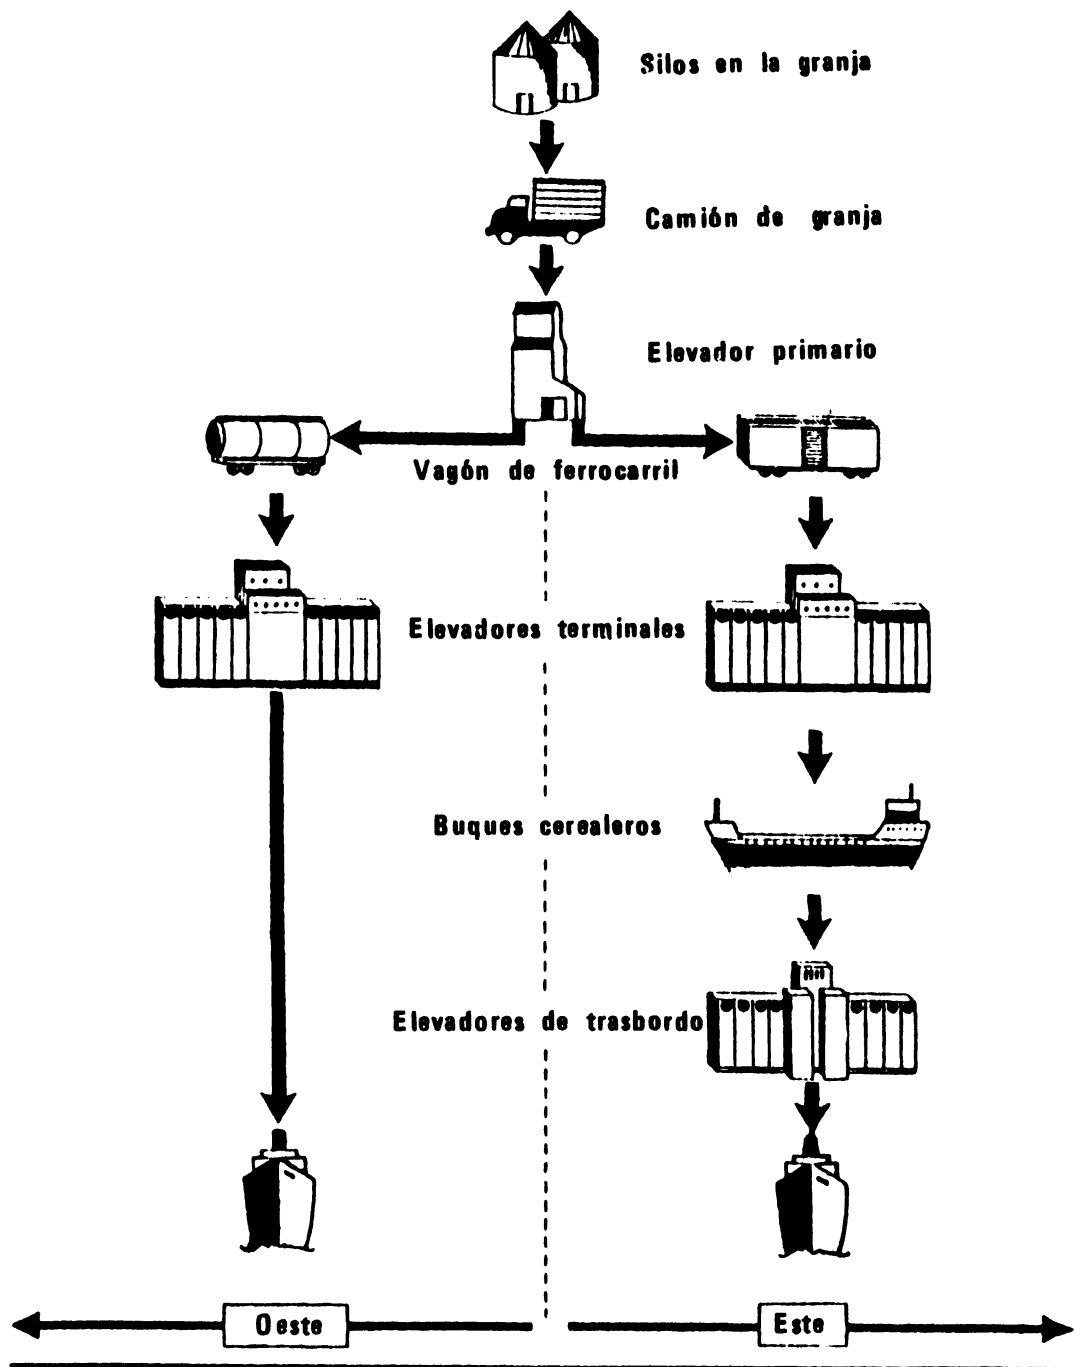 Silos en la granja
Camión de granja
Elevador primario
Vagón de ferrocarril
Elevadores terminales
Buques cerealeros
Elevadores de trasbordo
Oeste
Este